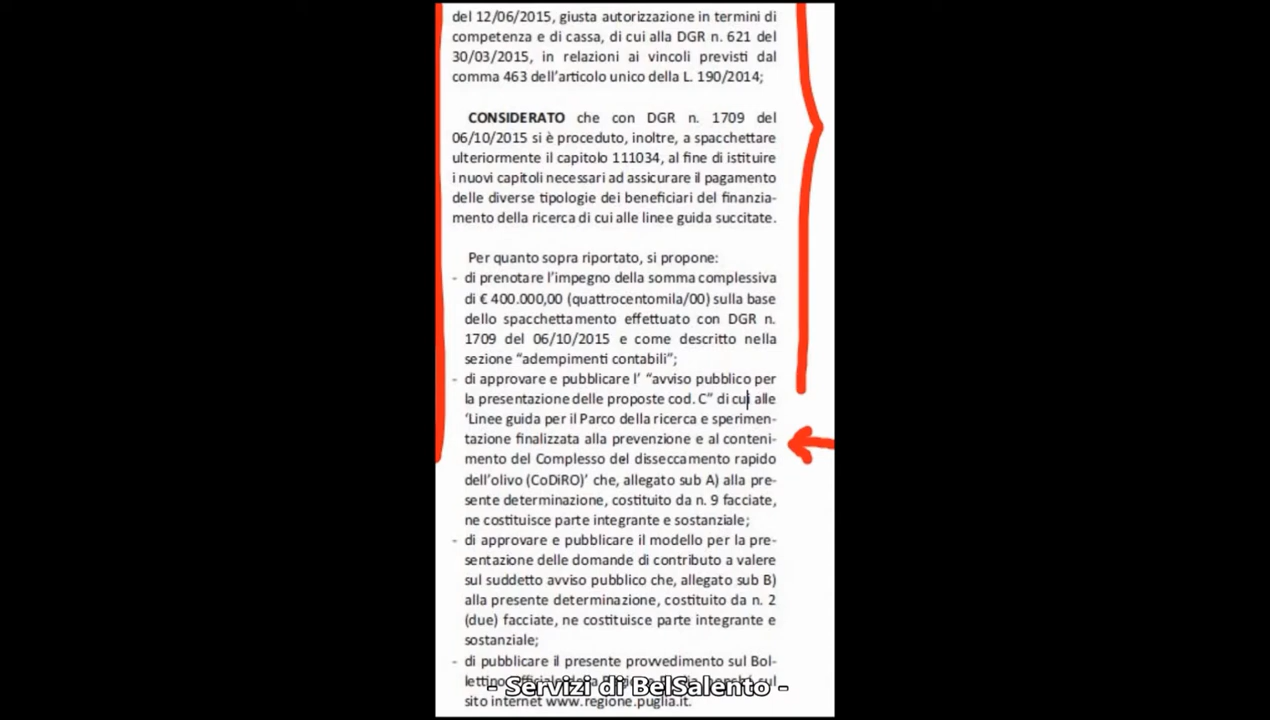 del 12/06/2015, giusta autorizzazione in termini di
competenza e di cassa, di cui alla DGR n. 621 del
30/03/2015, in relazioni ai vincoli previsti dal
comma 463 dell’articolo unico della L. 190/2014;
CONSIDERATO che con DGR n. 1709 del
06/10/2015 si è proceduto, inoltre, a spacchettare
ulteriormente il capitolo 111034, al fine di istituire
i nuovi capitoli necessari ad assicurare il pagamento
delle diverse tipologie dei beneficiari del finanzia-
mento della ricerca di cui alle linee guida succitate.
Per quanto sopra riportato, si propone:
- di prenotare l’impegno della somma complessiva
di € 400.000,00 (quattrocentomila/00) sulla base
dello spacchettamento effettuato con DGR n.
1709 del 06/10/2015 e come descritto nella
sezione “adempimenti contabili”;
- di approvare e pubblicare l’ “avviso pubblico per
la presentazione delle proposte cod. C” di cui alle
‘Linee guida per il Parco della ricerca e sperimen-
tazione finalizzata alla prevenzione e al conteni-
mento del Complesso del disseccamento rapido
dell’olivo (CoDiRO)’ che, allegato sub A) alla pre-
sente determinazione, costituito da n. 9 facciate,
ne costituisce parte integrante e sostanziale;
- di approvare e pubblicare il modello per la pre-
sentazione delle domande di contributo a valere
sul suddetto avviso pubblico che, allegato sub B)
alla presente determinazione, costituito da n. 2
(due) facciate, ne costituisce parte integrante e
sostanziale;
- di pubblicare il presente provvedimento sul Bol-
lettino sul
- Servizi di BelSalento -
sito internet www.regione.puglia.it.